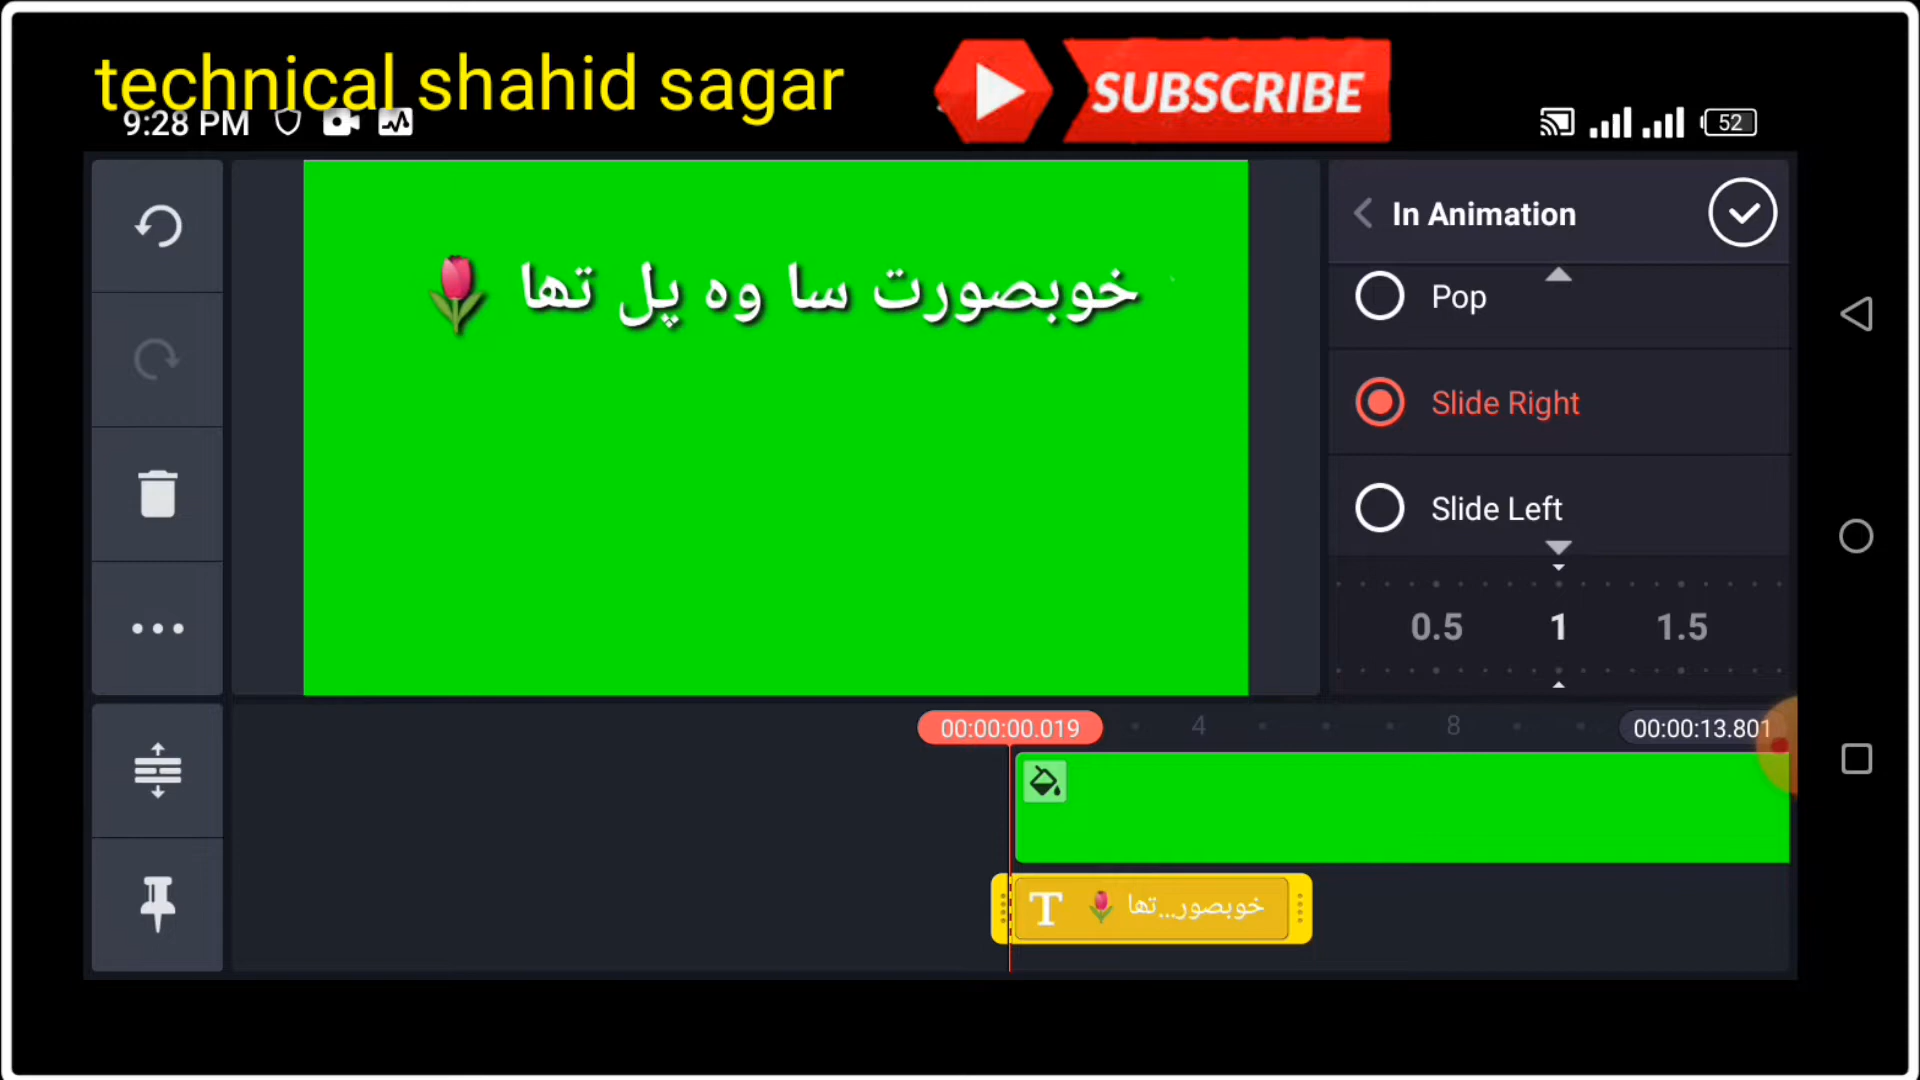 technical shahid sagar
SUBSCRIBE
9:28 PM
52
خوبصورت سا وہ پل تھا 🌷
In Animation
Pop
Slide Right
Slide Left
0.5 1 1.5
00:00:00.019 4 8 00:00:13.801
T 🌷 خوبصور...تھا